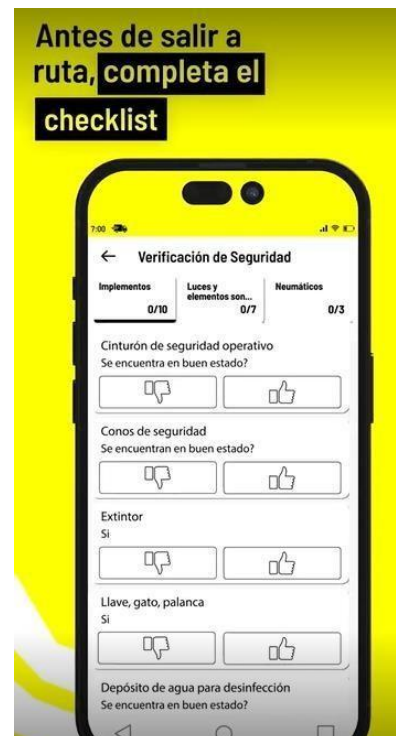 Antes de salir a
ruta, completa el
checklist
7:00
Verificación de Seguridad
Implementos
0/10
Luces y
elementos son...
0/7
Neumáticos
0/3
Cinturón de seguridad operativo
Se encuentra en buen estado?
Conos de seguridad
Se encuentran en buen estado?
Extintor
Si
Llave, gato, palanca
Si
Depósito de agua para desinfección
Se encuentra en buen estado?